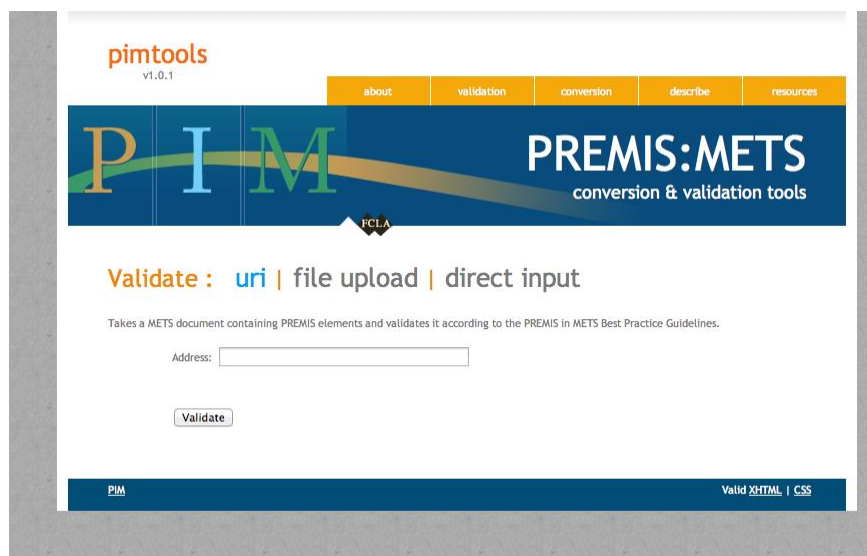 pimtools
v1.0.1
about validation conversion describe resources
PIM
PREMIS:METS
conversion & validation tools
FCLA
Validate : uri | file upload | direct input
Takes a METS document containing PREMIS elements and validates it according to the PREMIS in METS Best Practice Guidelines.
Address:
Validate
PIM Valid XHTML | CSS